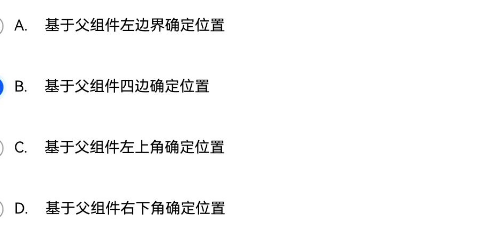 A. 基于父组件左边界确定位置
B. 基于父组件四边确定位置
C. 基于父组件左上角确定位置
D. 基于父组件右下角确定位置